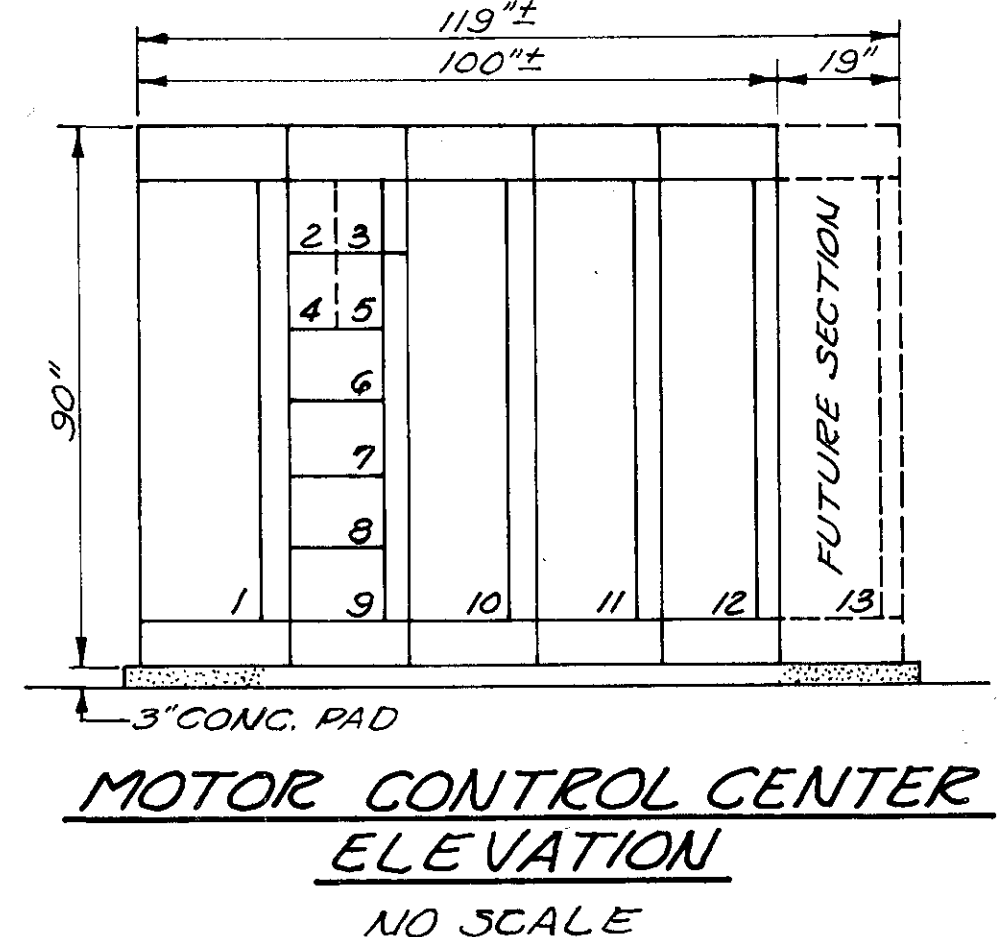 119"±
100"±
19"
90"
2 3
4 5
6
7
8
1 9 10 11 12 13
FUTURE SECTION
3" CONC. PAD
MOTOR CONTROL CENTER
ELEVATION
NO SCALE